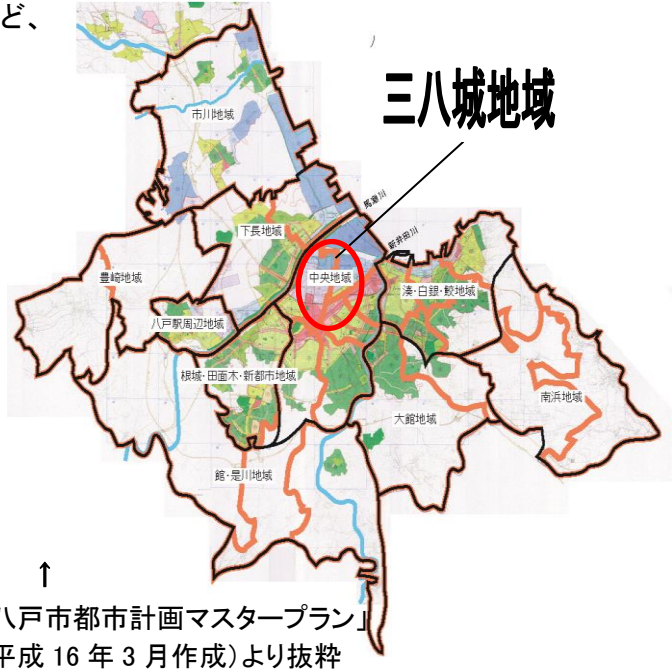 ど、
三八城地域
市川地域
馬淵川
下長地域
新井田川
豊崎地域
中央地域
湊・白銀・鮫地域
八戸駅周辺地域
根城・田面木・新都市地域
南浜地域
大館地域
館・是川地域
↑
八戸市都市計画マスタープラン」
平成 16 年 3 月作成)より抜粋